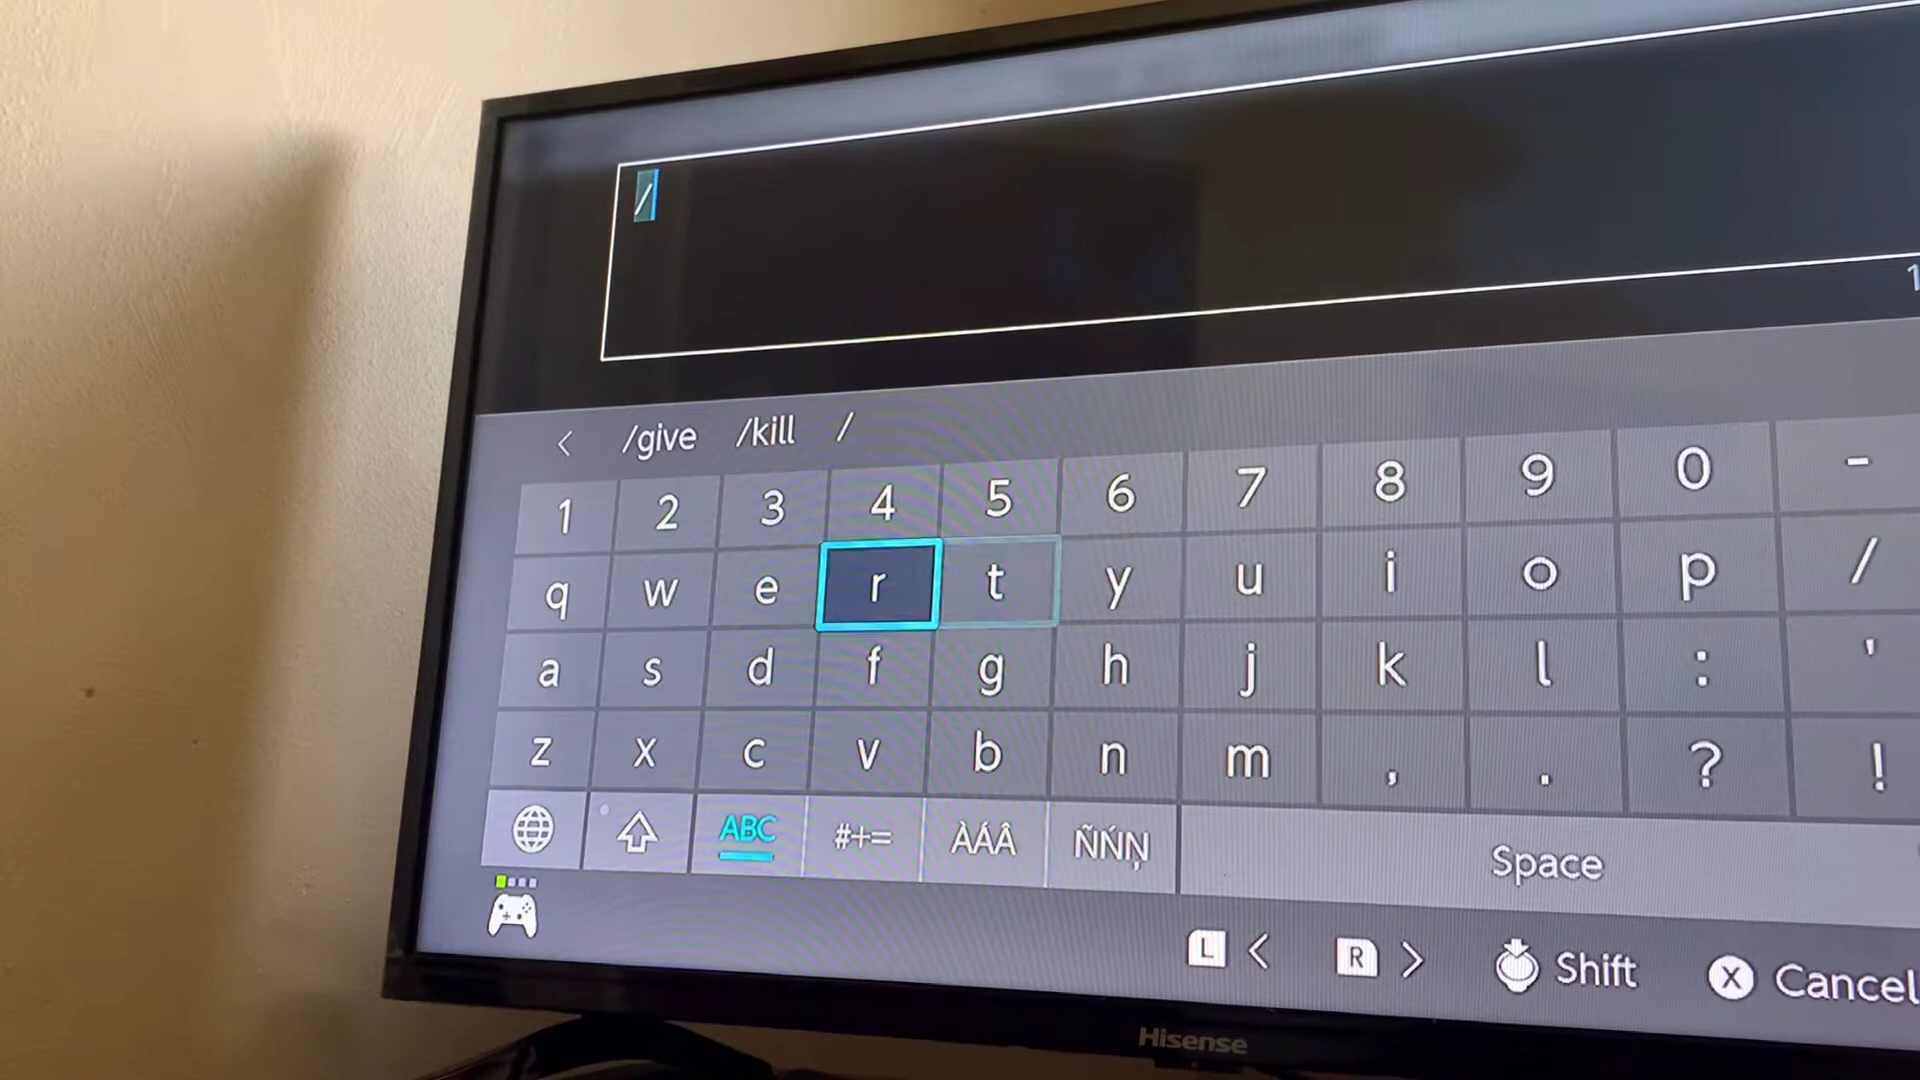 /
1
< /give /kill /
1 2 3 4 5 6 7 8 9 0 -
q w e r t y u i o p /
a s d f g h j k l : '
z x c v b n m , . ? !
ABC #+= ÀÁÂ ÑŃŅ Space
L < R > Shift X Cancel
Hisense